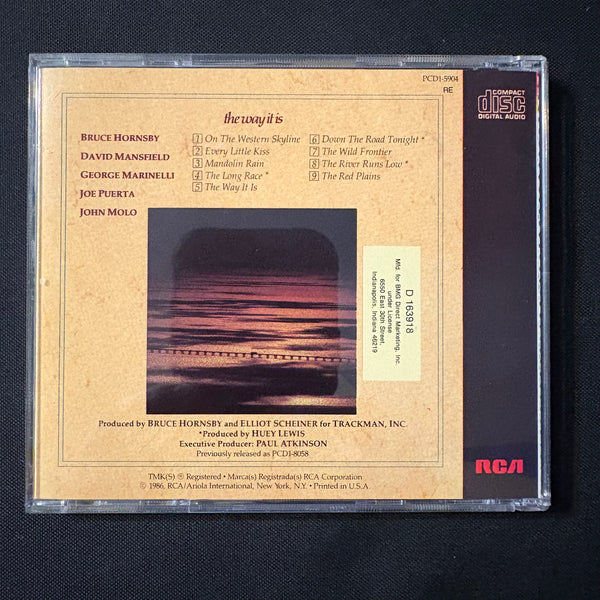 PCD1-5904
RE
COMPACT
disc
DIGITAL AUDIO
the way it is
BRUCE HORNSBY
DAVID MANSFIELD
GEORGE MARINELLI
JOE PUERTA
JOHN MOLO
1 On The Western Skyline
2 Every Little Kiss
3 Mandolin Rain
4 The Long Race *
5 The Way It Is
6 Down The Road Tonight *
7 The Wild Frontier
8 The River Runs Low *
9 The Red Plains
D 163918
Mfd. for BMG Direct Marketing, Inc.
under License
6550 East 30th Street,
Indianapolis, Indiana 46219
Produced by BRUCE HORNSBY and ELLIOT SCHEINER for TRACKMAN, INC.
*Produced by HUEY LEWIS
Executive Producer: PAUL ATKINSON
Previously released as PCD1-8058
RCA
TMK(S) ® Registered • Marca(s) Registrada(s) RCA Corporation
© 1986, RCA/Ariola International, New York, N.Y. • Printed in U.S.A.